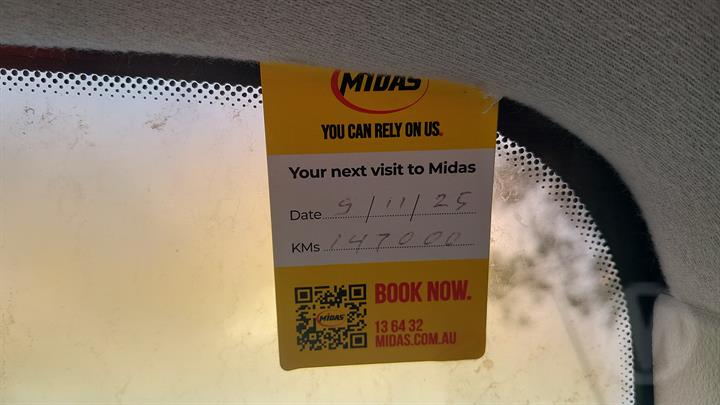 MIDAS
YOU CAN RELY ON US.
Your next visit to Midas
Date 9/11/25
KMs 147000
MIDAS
BOOK NOW.
13 64 32
MIDAS.COM.AU